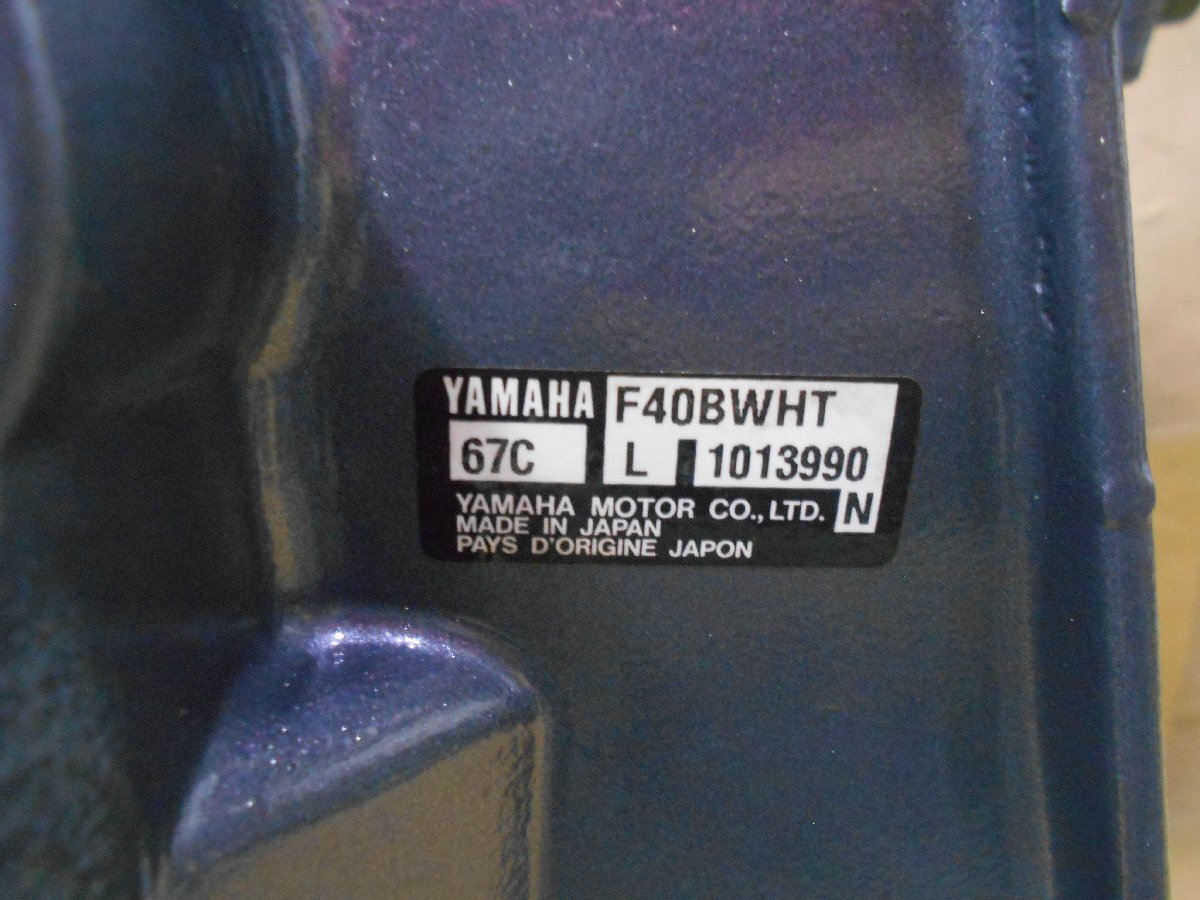 YAMAHA F40BWHT
67C L 1013990
YAMAHA MOTOR CO., LTD. N
MADE IN JAPAN
PAYS D'ORIGINE JAPON